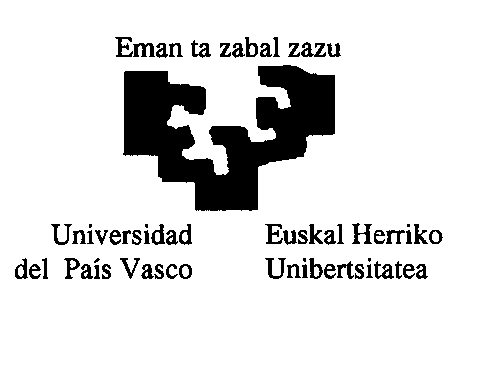 Eman ta zabal zazu
Universidad
del País Vasco
Euskal Herriko
Unibertsitatea